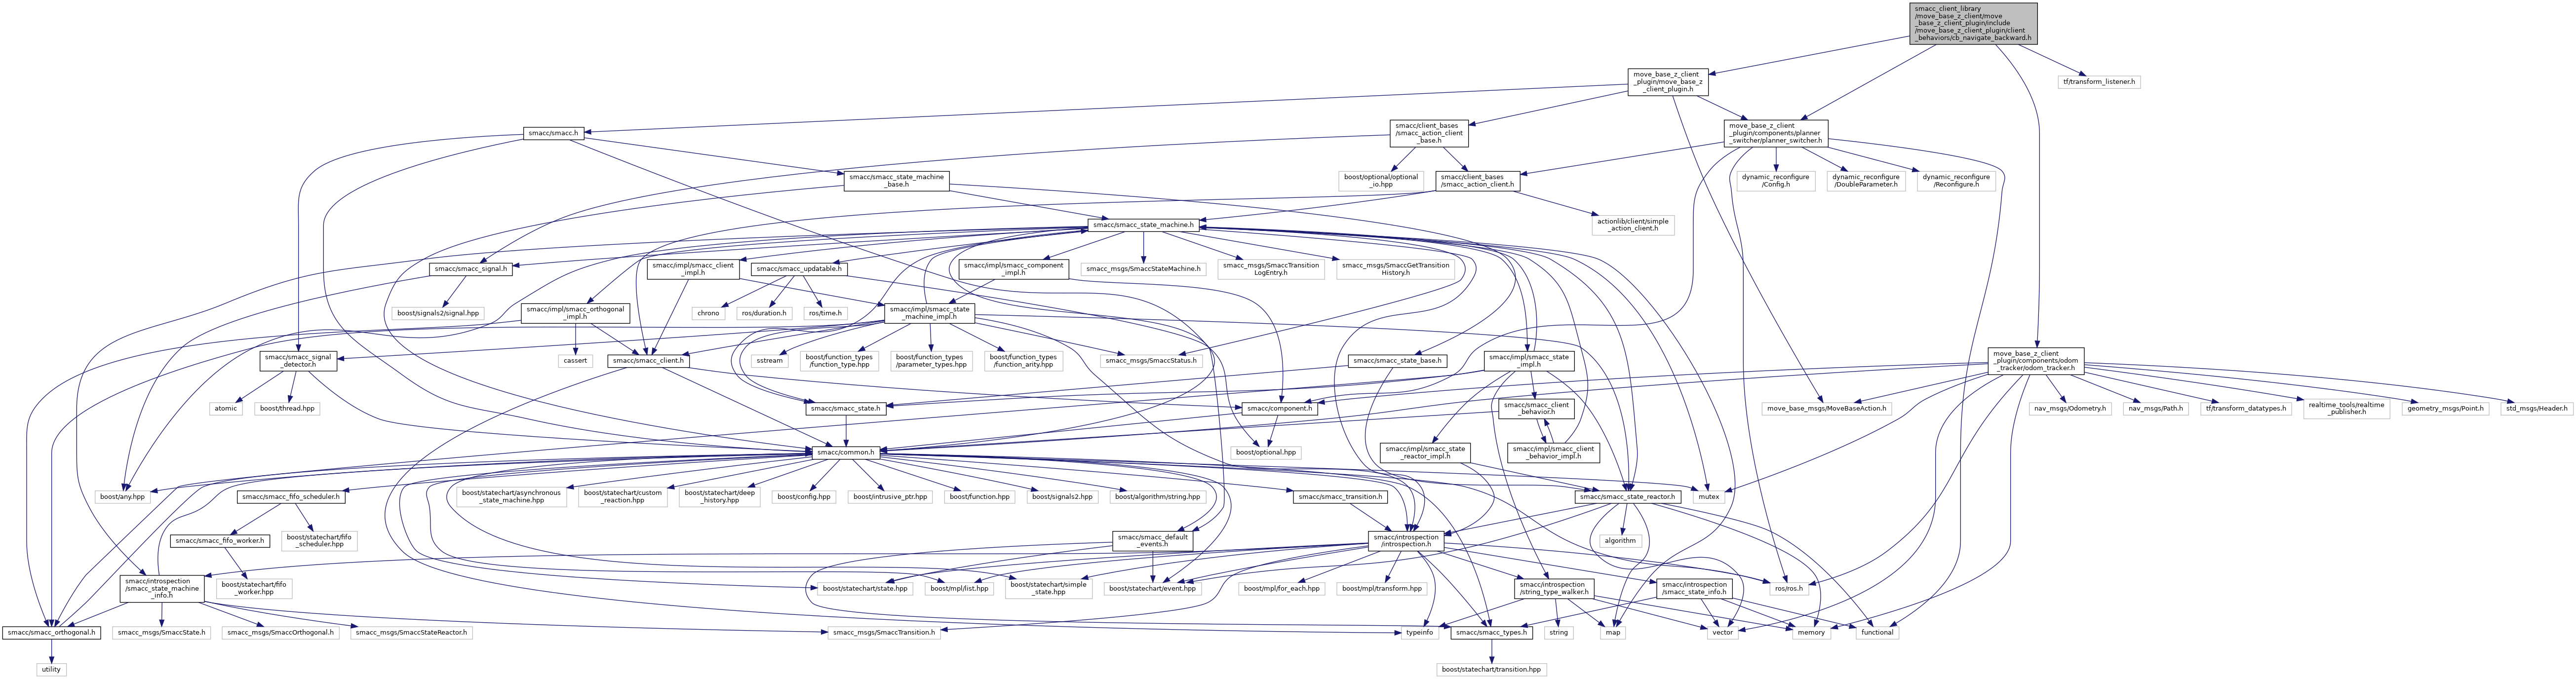 smacc_client_library
/move_base_z_client/move
_base_z_client_plugin/include
/move_base_z_client_plugin/client
_behaviors/cb_navigate_backward.h
move_base_z_client
_plugin/move_base_z
_client_plugin.h
tf/transform_listener.h
smacc/smacc.h
smacc/client_bases
/smacc_action_client
_base.h
move_base_z_client
_plugin/components/planner
_switcher/planner_switcher.h
smacc/smacc_state_machine
_base.h
boost/optional/optional
_io.hpp
smacc/client_bases
/smacc_action_client.h
dynamic_reconfigure
/Config.h
dynamic_reconfigure
/DoubleParameter.h
dynamic_reconfigure
/Reconfigure.h
smacc/smacc_state_machine.h
actionlib/client/simple
_action_client.h
smacc/smacc_signal.h
smacc/impl/smacc_client
_impl.h
smacc/smacc_updatable.h
smacc/impl/smacc_component
_impl.h
smacc_msgs/SmaccStateMachine.h
smacc_msgs/SmaccTransition
LogEntry.h
smacc_msgs/SmaccGetTransition
History.h
boost/signals2/signal.hpp
smacc/impl/smacc_orthogonal
_impl.h
chrono
ros/duration.h
ros/time.h
smacc/impl/smacc_state
_machine_impl.h
smacc/smacc_signal
_detector.h
cassert
smacc/smacc_client.h
sstream
boost/function_types
/function_type.hpp
boost/function_types
/parameter_types.hpp
boost/function_types
/function_arity.hpp
smacc_msgs/SmaccStatus.h
smacc/smacc_state_base.h
smacc/impl/smacc_state
_impl.h
move_base_z_client
_plugin/components/odom
_tracker/odom_tracker.h
atomic
boost/thread.hpp
smacc/smacc_state.h
smacc/component.h
smacc/smacc_client
_behavior.h
move_base_msgs/MoveBaseAction.h
nav_msgs/Odometry.h
nav_msgs/Path.h
tf/transform_datatypes.h
realtime_tools/realtime
_publisher.h
geometry_msgs/Point.h
std_msgs/Header.h
smacc/common.h
boost/optional.hpp
smacc/impl/smacc_state
_reactor_impl.h
smacc/impl/smacc_client
_behavior_impl.h
boost/any.hpp
smacc/smacc_fifo_scheduler.h
boost/statechart/asynchronous
_state_machine.hpp
boost/statechart/custom
_reaction.hpp
boost/statechart/deep
_history.hpp
boost/config.hpp
boost/intrusive_ptr.hpp
boost/function.hpp
boost/signals2.hpp
boost/algorithm/string.hpp
smacc/smacc_transition.h
smacc/smacc_state_reactor.h
mutex
smacc/smacc_fifo_worker.h
boost/statechart/fifo
_scheduler.hpp
smacc/smacc_default
_events.h
smacc/introspection
/introspection.h
algorithm
smacc/introspection
/smacc_state_machine
_info.h
boost/statechart/fifo
_worker.hpp
boost/statechart/state.hpp
boost/mpl/list.hpp
boost/statechart/simple
_state.hpp
boost/statechart/event.hpp
boost/mpl/for_each.hpp
boost/mpl/transform.hpp
smacc/introspection
/string_type_walker.h
smacc/introspection
/smacc_state_info.h
ros/ros.h
smacc/smacc_orthogonal.h
smacc_msgs/SmaccState.h
smacc_msgs/SmaccOrthogonal.h
smacc_msgs/SmaccStateReactor.h
smacc_msgs/SmaccTransition.h
typeinfo
smacc/smacc_types.h
string
map
vector
memory
functional
utility
boost/statechart/transition.hpp